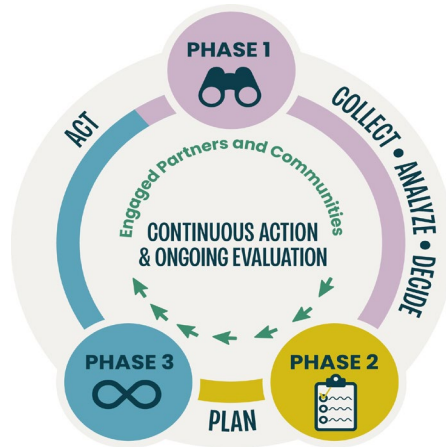 PHASE 1
COLLECT • ANALYZE • DECIDE
PHASE 2
PLAN
PHASE 3
ACT
Engaged Partners and Communities
CONTINUOUS ACTION
& ONGOING EVALUATION